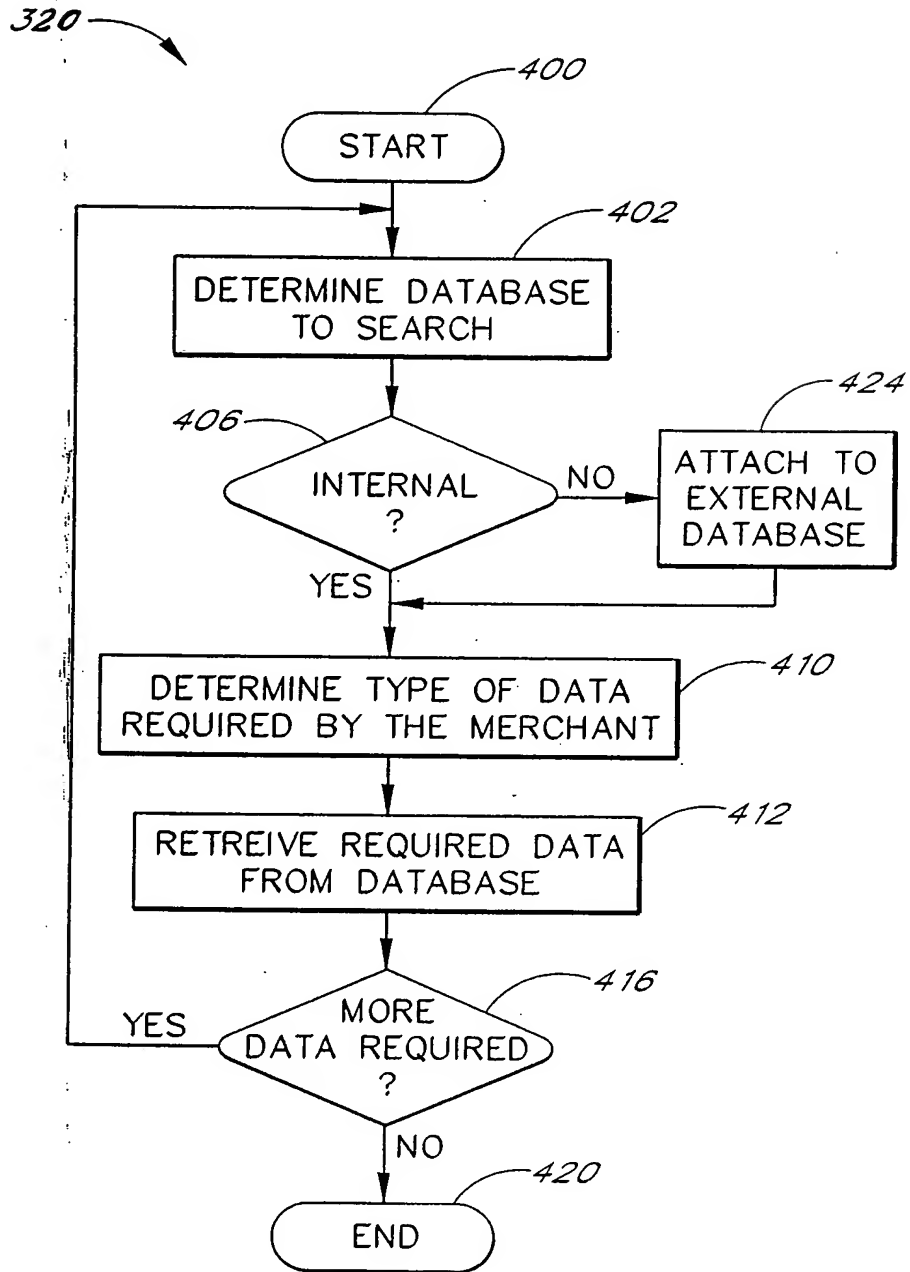 320
400
START
402
DETERMINE DATABASE
TO SEARCH
406
INTERNAL
?
NO
424
ATTACH TO
EXTERNAL
DATABASE
YES
410
DETERMINE TYPE OF DATA
REQUIRED BY THE MERCHANT
412
RETREIVE REQUIRED DATA
FROM DATABASE
416
YES
MORE
DATA REQUIRED
?
NO
420
END